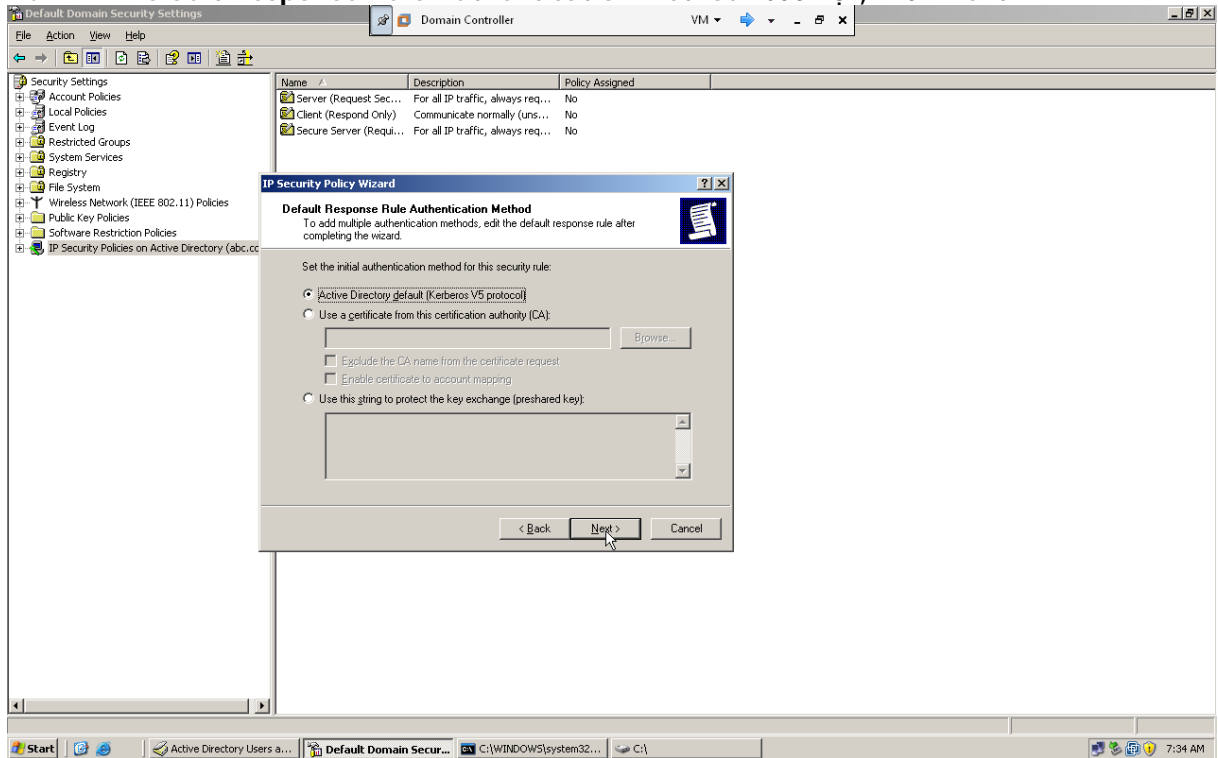 Default Domain Security Settings
Domain Controller
VM
File Action View Help
Security Settings
Account Policies
Local Policies
Event Log
Restricted Groups
System Services
Registry
File System
Wireless Network (IEEE 802.11) Policies
Public Key Policies
Software Restriction Policies
IP Security Policies on Active Directory (abc.cc
Name Description Policy Assigned
Server (Request Sec... For all IP traffic, always req... No
Client (Respond Only) Communicate normally (uns... No
Secure Server (Requi... For all IP traffic, always req... No
IP Security Policy Wizard
Default Response Rule Authentication Method
To add multiple authentication methods, edit the default response rule after
completing the wizard.
Set the initial authentication method for this security rule:
Active Directory default (Kerberos V5 protocol)
Use a certificate from this certification authority (CA):
Browse...
Exclude the CA name from the certificate request
Enable certificate to account mapping
Use this string to protect the key exchange (preshared key):
< Back Next > Cancel
Start Active Directory Users a... Default Domain Secur... C:\WINDOWS\system32... C:\ 7:34 AM